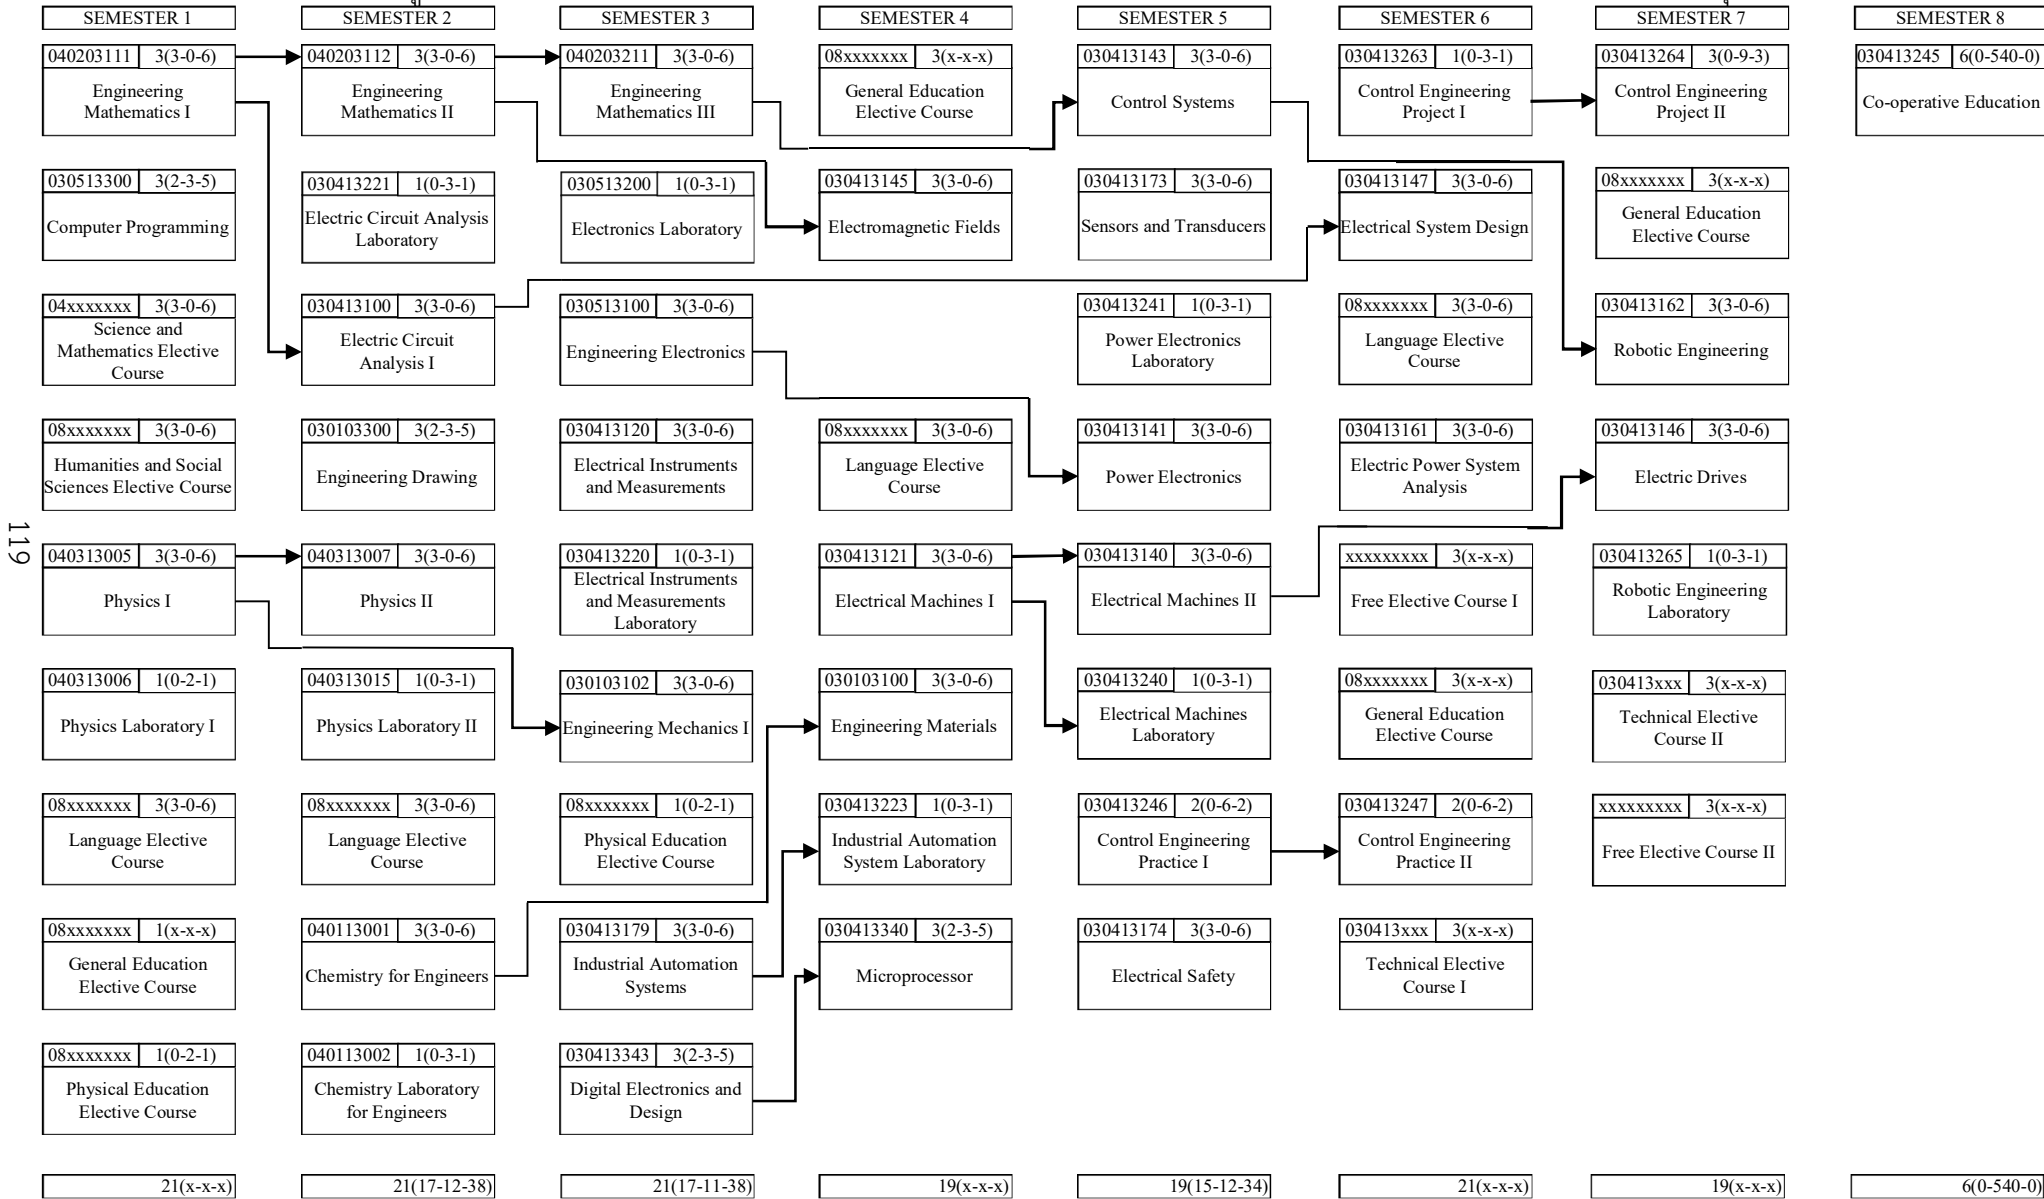 SEMESTER 1
SEMESTER 2
SEMESTER 3
SEMESTER 4
SEMESTER 5
SEMESTER 6
SEMESTER 7
SEMESTER 8
040203111 3(3-0-6)
Engineering
Mathematics I
040203112 3(3-0-6)
Engineering
Mathematics II
040203211 3(3-0-6)
Engineering
Mathematics III
08xxxxxxx 3(x-x-x)
General Education
Elective Course
030413143 3(3-0-6)
Control Systems
030413263 1(0-3-1)
Control Engineering
Project I
030413264 3(0-9-3)
Control Engineering
Project II
030413245 6(0-540-0)
Co-operative Education
030513300 3(2-3-5)
Computer Programming
030413221 1(0-3-1)
Electric Circuit Analysis
Laboratory
030513200 1(0-3-1)
Electronics Laboratory
030413145 3(3-0-6)
Electromagnetic Fields
030413173 3(3-0-6)
Sensors and Transducers
030413147 3(3-0-6)
Electrical System Design
08xxxxxxx 3(x-x-x)
General Education
Elective Course
04xxxxxxx 3(3-0-6)
Science and
Mathematics Elective
Course
030413100 3(3-0-6)
Electric Circuit
Analysis I
030513100 3(3-0-6)
Engineering Electronics
030413241 1(0-3-1)
Power Electronics
Laboratory
08xxxxxxx 3(3-0-6)
Language Elective
Course
030413162 3(3-0-6)
Robotic Engineering
08xxxxxxx 3(3-0-6)
Humanities and Social
Sciences Elective Course
030103300 3(2-3-5)
Engineering Drawing
030413120 3(3-0-6)
Electrical Instruments
and Measurements
08xxxxxxx 3(3-0-6)
Language Elective
Course
030413141 3(3-0-6)
Power Electronics
030413161 3(3-0-6)
Electric Power System
Analysis
030413146 3(3-0-6)
Electric Drives
119
040313005 3(3-0-6)
Physics I
040313007 3(3-0-6)
Physics II
030413220 1(0-3-1)
Electrical Instruments
and Measurements
Laboratory
030413121 3(3-0-6)
Electrical Machines I
030413140 3(3-0-6)
Electrical Machines II
xxxxxxxxx 3(x-x-x)
Free Elective Course I
030413265 1(0-3-1)
Robotic Engineering
Laboratory
040313006 1(0-2-1)
Physics Laboratory I
040313015 1(0-3-1)
Physics Laboratory II
030103102 3(3-0-6)
Engineering Mechanics I
030103100 3(3-0-6)
Engineering Materials
030413240 1(0-3-1)
Electrical Machines
Laboratory
08xxxxxxx 3(x-x-x)
General Education
Elective Course
030413xxx 3(x-x-x)
Technical Elective
Course II
08xxxxxxx 3(3-0-6)
Language Elective
Course
08xxxxxxx 3(3-0-6)
Language Elective
Course
08xxxxxxx 1(0-2-1)
Physical Education
Elective Course
030413223 1(0-3-1)
Industrial Automation
System Laboratory
030413246 2(0-6-2)
Control Engineering
Practice I
030413247 2(0-6-2)
Control Engineering
Practice II
xxxxxxxxx 3(x-x-x)
Free Elective Course II
08xxxxxxx 1(x-x-x)
General Education
Elective Course
040113001 3(3-0-6)
Chemistry for Engineers
030413179 3(3-0-6)
Industrial Automation
Systems
030413340 3(2-3-5)
Microprocessor
030413174 3(3-0-6)
Electrical Safety
030413xxx 3(x-x-x)
Technical Elective
Course I
08xxxxxxx 1(0-2-1)
Physical Education
Elective Course
040113002 1(0-3-1)
Chemistry Laboratory
for Engineers
030413343 3(2-3-5)
Digital Electronics and
Design
21(x-x-x)
21(17-12-38)
21(17-11-38)
19(x-x-x)
19(15-12-34)
21(x-x-x)
19(x-x-x)
6(0-540-0)